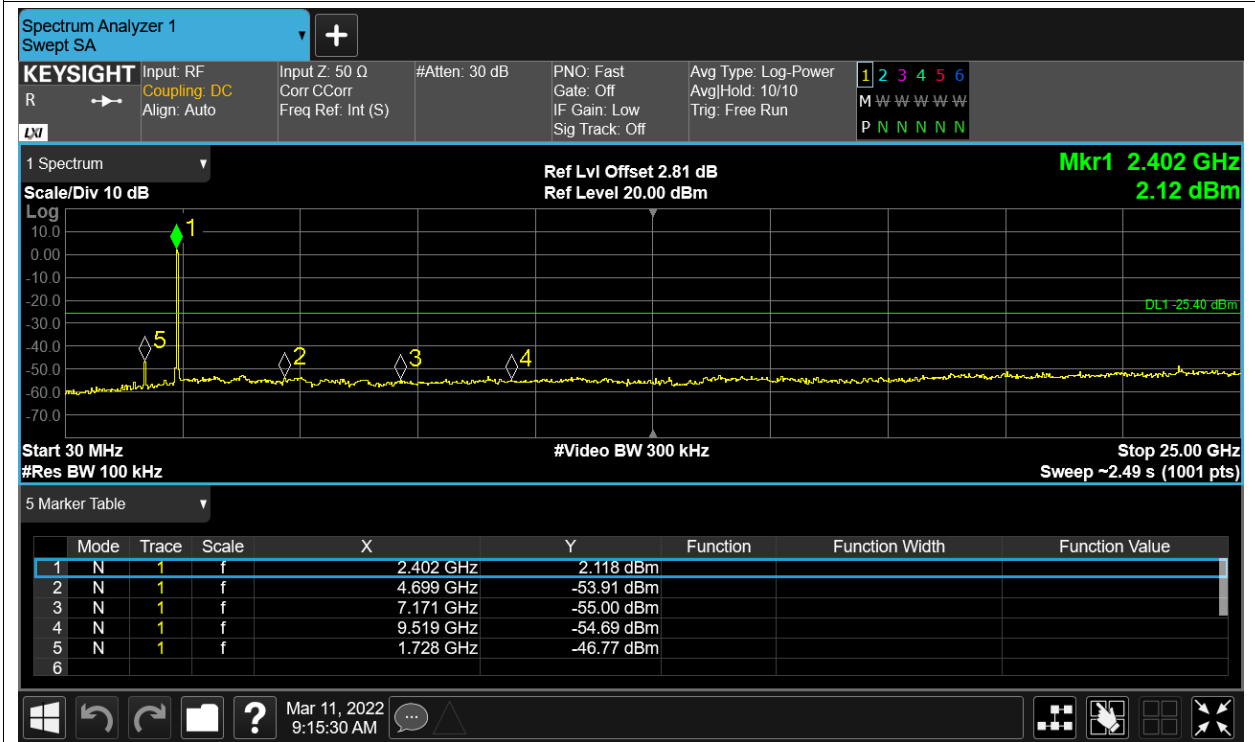 Spectrum Analyzer 1
Swept SA
KEYSIGHT
R
LXI
Input: RF
Coupling: DC
Align: Auto
Input Z: 50 Ω
Corr CCorr
Freq Ref: Int (S)
#Atten: 30 dB
PNO: Fast
Gate: Off
IF Gain: Low
Sig Track: Off
Avg Type: Log-Power
Avg|Hold: 10/10
Trig: Free Run
1 2 3 4 5 6
M W W W W W
P N N N N N
1 Spectrum
Scale/Div 10 dB
Ref Lvl Offset 2.81 dB
Ref Level 20.00 dBm
Mkr1 2.402 GHz
2.12 dBm
Log
10.0
0.00
-10.0
-20.0
-30.0
-40.0
-50.0
-60.0
-70.0
1
5
2
3
4
DL1 -25.40 dBm
Start 30 MHz
#Video BW 300 kHz
Stop 25.00 GHz
#Res BW 100 kHz
Sweep ~2.49 s (1001 pts)
5 Marker Table
Mode Trace Scale X Y Function Function Width Function Value
1 N 1 f 2.402 GHz 2.118 dBm
2 N 1 f 4.699 GHz -53.91 dBm
3 N 1 f 7.171 GHz -55.00 dBm
4 N 1 f 9.519 GHz -54.69 dBm
5 N 1 f 1.728 GHz -46.77 dBm
6
?
Mar 11, 2022
9:15:30 AM